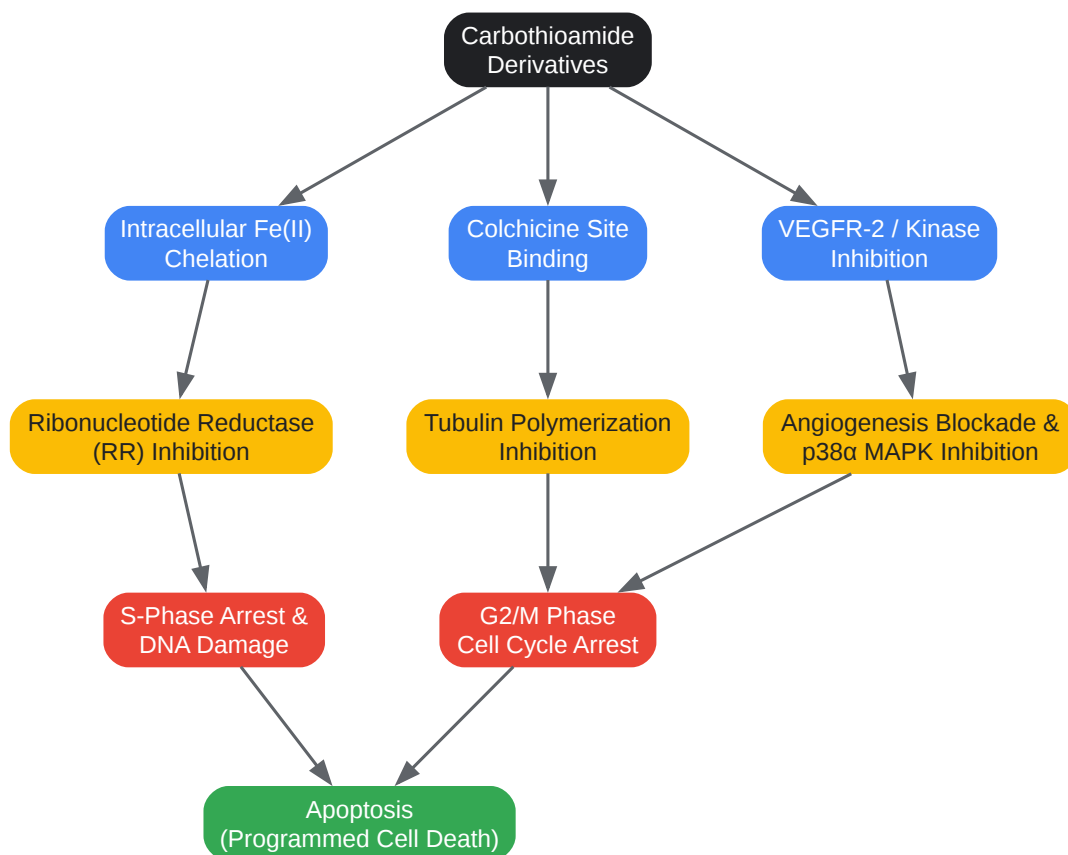 Carbothioamide
Derivatives
Intracellular Fe(II)
Chelation
Colchicine Site
Binding
VEGFR-2 / Kinase
Inhibition
Ribonucleotide Reductase
(RR) Inhibition
Tubulin Polymerization
Inhibition
Angiogenesis Blockade &
p38α MAPK Inhibition
S-Phase Arrest &
DNA Damage
G2/M Phase
Cell Cycle Arrest
Apoptosis
(Programmed Cell Death)